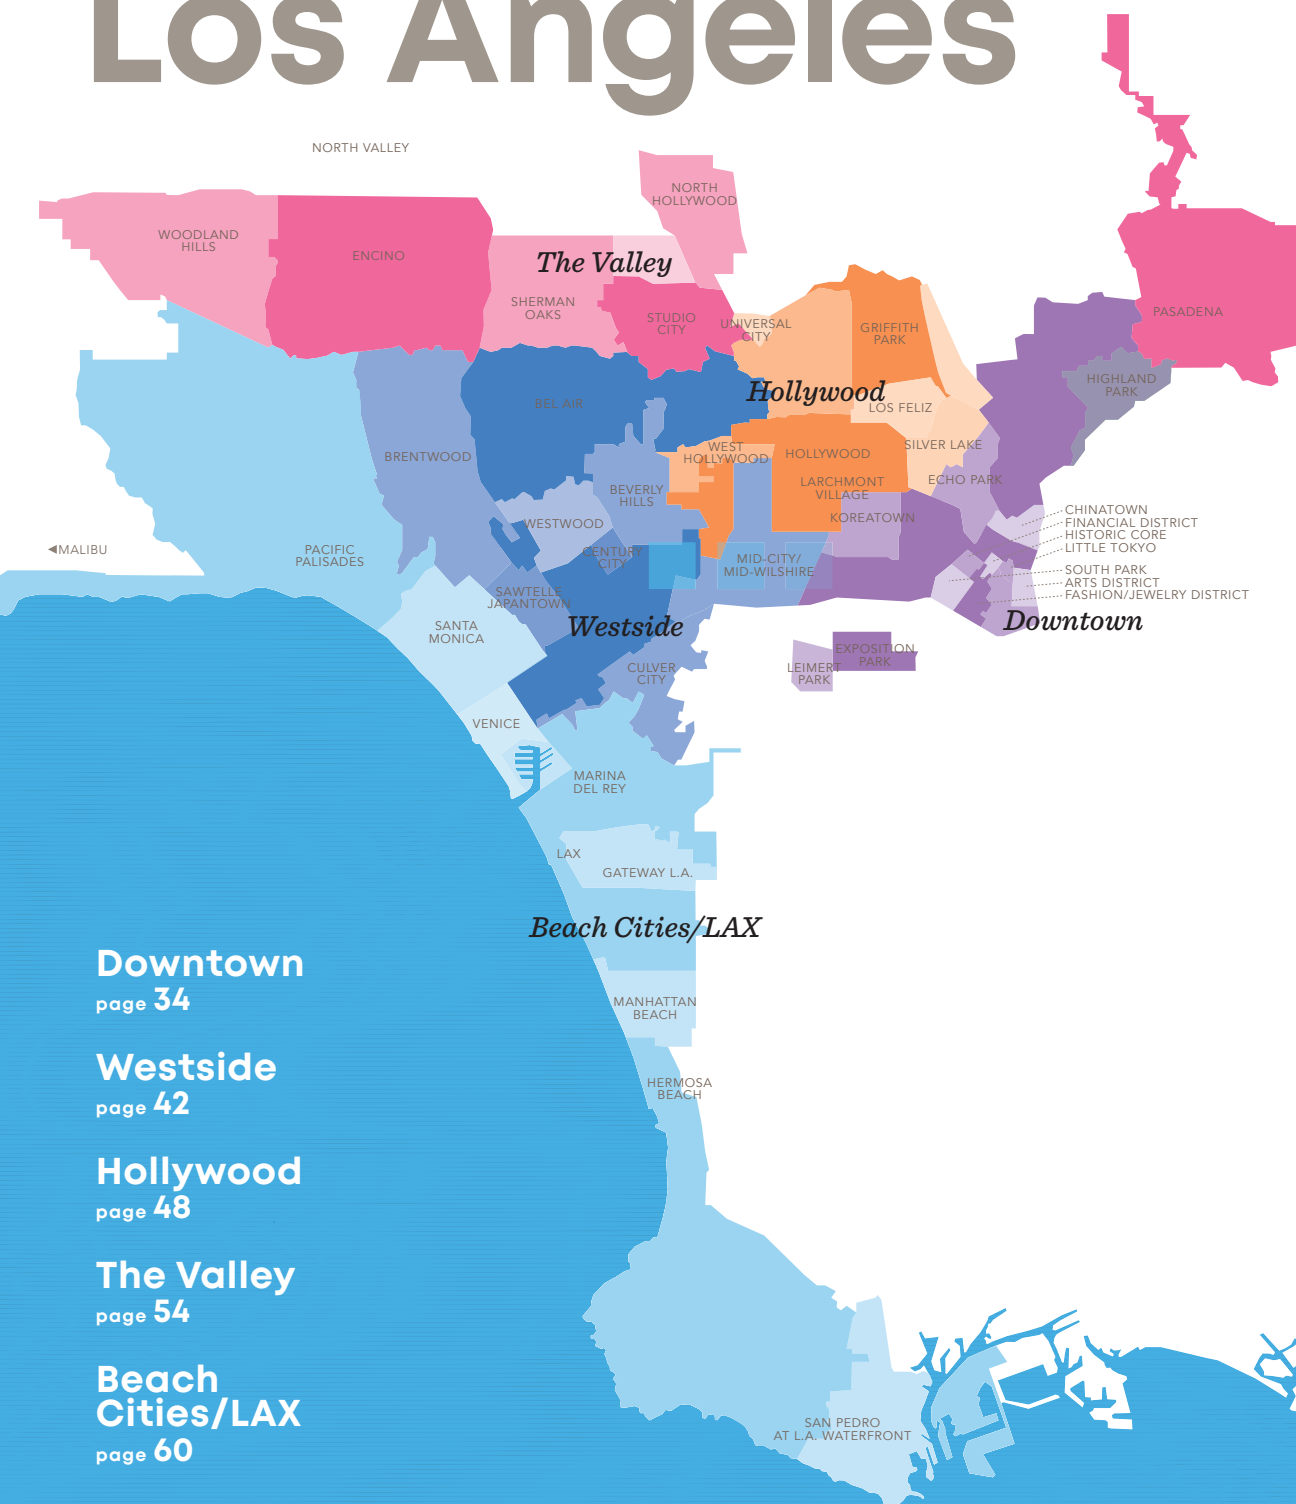 Los Angeles
NORTH VALLEY
NORTH
HOLLYWOOD
WOODLAND
HILLS
ENCINO
The Valley
SHERMAN
OAKS
STUDIO
CITY
UNIVERSAL
CITY
GRIFFITH
PARK
PASADENA
HIGHLAND
PARK
Hollywood
BEL AIR
LOS FELIZ
SILVER LAKE
BRENTWOOD
WEST
HOLLYWOOD
HOLLYWOOD
ECHO PARK
BEVERLY
HILLS
LARCHMONT
VILLAGE
KOREATOWN
WESTWOOD
CHINATOWN
FINANCIAL DISTRICT
HISTORIC CORE
LITTLE TOKYO
SOUTH PARK
ARTS DISTRICT
FASHION/JEWELRY DISTRICT
◀MALIBU
PACIFIC
PALISADES
CENTURY
CITY
MID-CITY/
MID-WILSHIRE
SAWTELLE
JAPANTOWN
Westside
Downtown
SANTA
MONICA
EXPOSITION
PARK
LEIMERT
PARK
CULVER
CITY
VENICE
MARINA
DEL REY
LAX
GATEWAY L.A.
Beach Cities/LAX
MANHATTAN
BEACH
HERMOSA
BEACH
SAN PEDRO
AT L.A. WATERFRONT
Downtown
page 34
Westside
page 42
Hollywood
page 48
The Valley
page 54
Beach
Cities/LAX
page 60